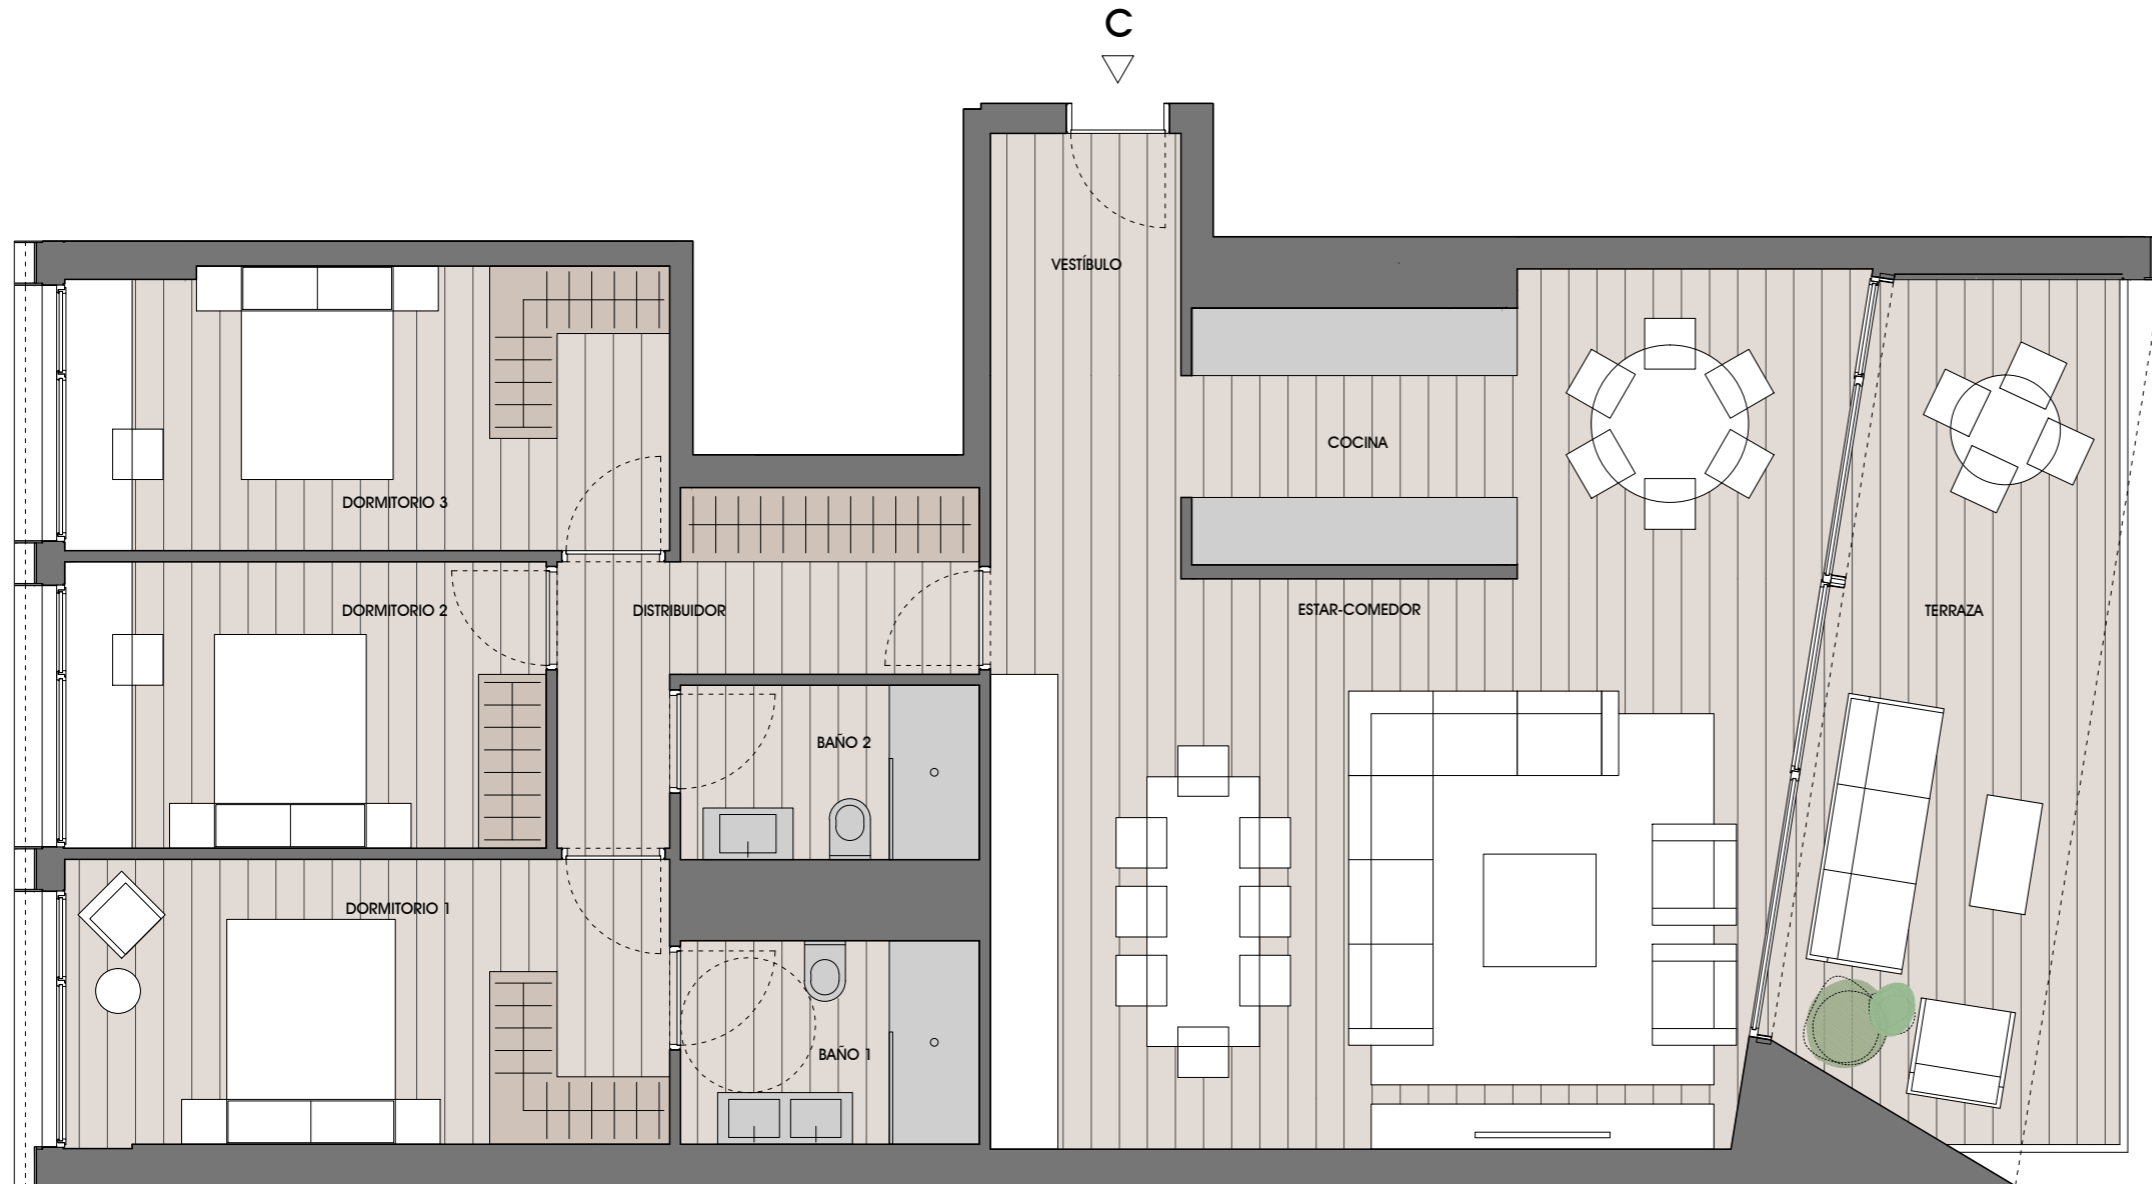 C
VESTÍBULO
COCINA
DORMITORIO 3
DORMITORIO 2
DISTRIBUIDOR
ESTAR-COMEDOR
TERRAZA
BAÑO 2
DORMITORIO 1
BAÑO 1